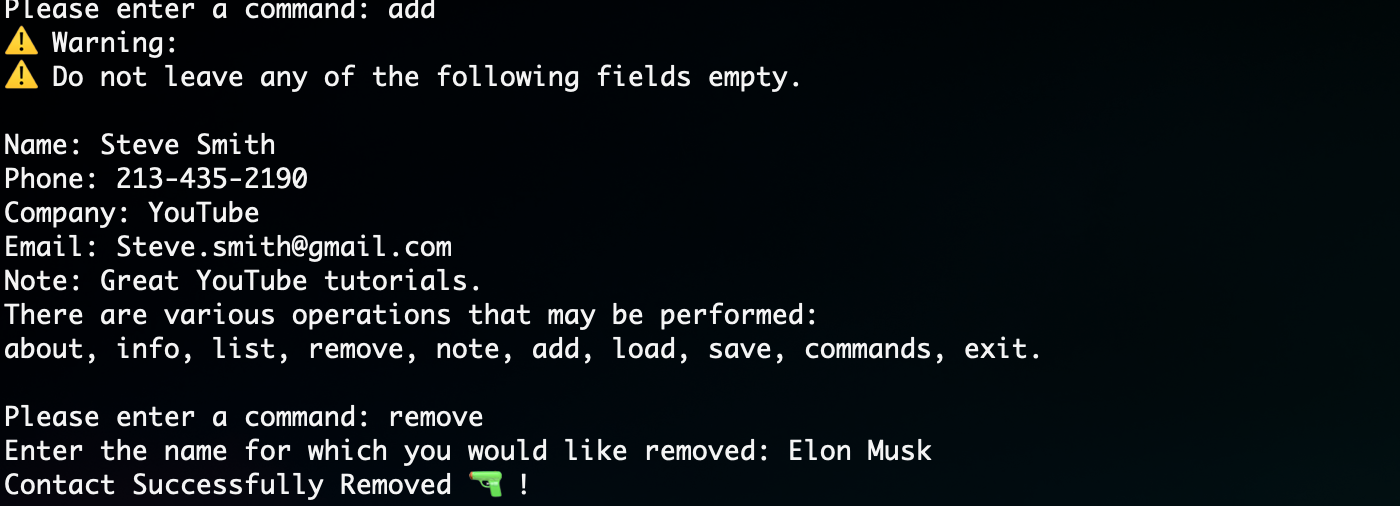 Please enter a command: add
⚠️ Warning:
⚠️ Do not leave any of the following fields empty.
Name: Steve Smith
Phone: 213-435-2190
Company: YouTube
Email: Steve.smith@gmail.com
Note: Great YouTube tutorials.
There are various operations that may be performed:
about, info, list, remove, note, add, load, save, commands, exit.
Please enter a command: remove
Enter the name for which you would like removed: Elon Musk
Contact Successfully Removed 🔫 !